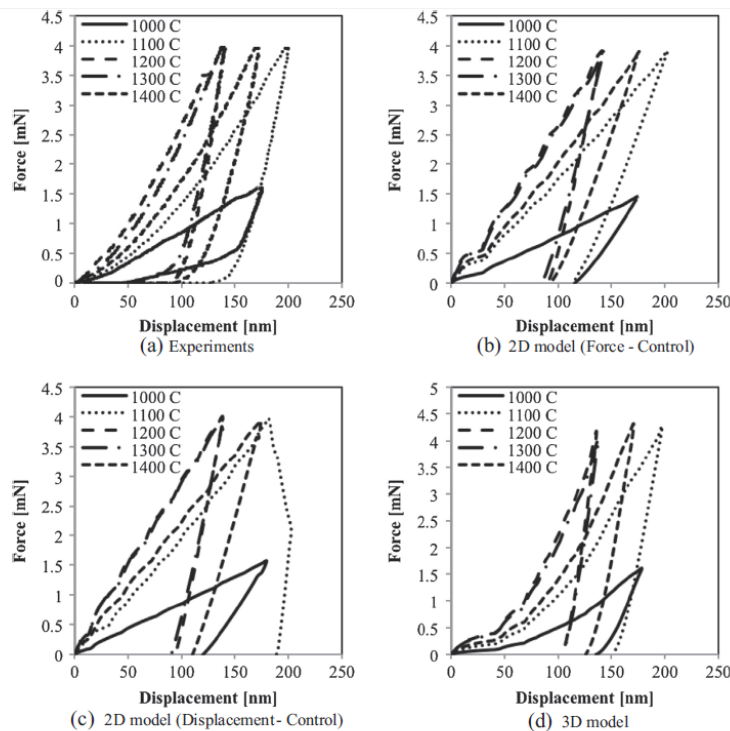 4.5
4
3.5
3
2.5
2
1.5
1
0.5
0
Force [mN]
1000 C
1100 C
1200 C
1300 C
1400 C
0 50 100 150 200 250
Displacement [nm]
(a) Experiments
4.5
4
3.5
3
2.5
2
1.5
1
0.5
0
Force [mN]
1000 C
1100 C
1200 C
1300 C
1400 C
0 50 100 150 200 250
Displacement [nm]
(b) 2D model (Force - Control)
4.5
4
3.5
3
2.5
2
1.5
1
0.5
0
Force [mN]
1000 C
1100 C
1200 C
1300 C
1400 C
0 50 100 150 200 250
Displacement [nm]
(c) 2D model (Displacement- Control)
5
4.5
4
3.5
3
2.5
2
1.5
1
0.5
0
Force [mN]
1000 C
1100 C
1200 C
1300 C
1400 C
0 50 100 150 200 250
Displacement [nm]
(d) 3D model